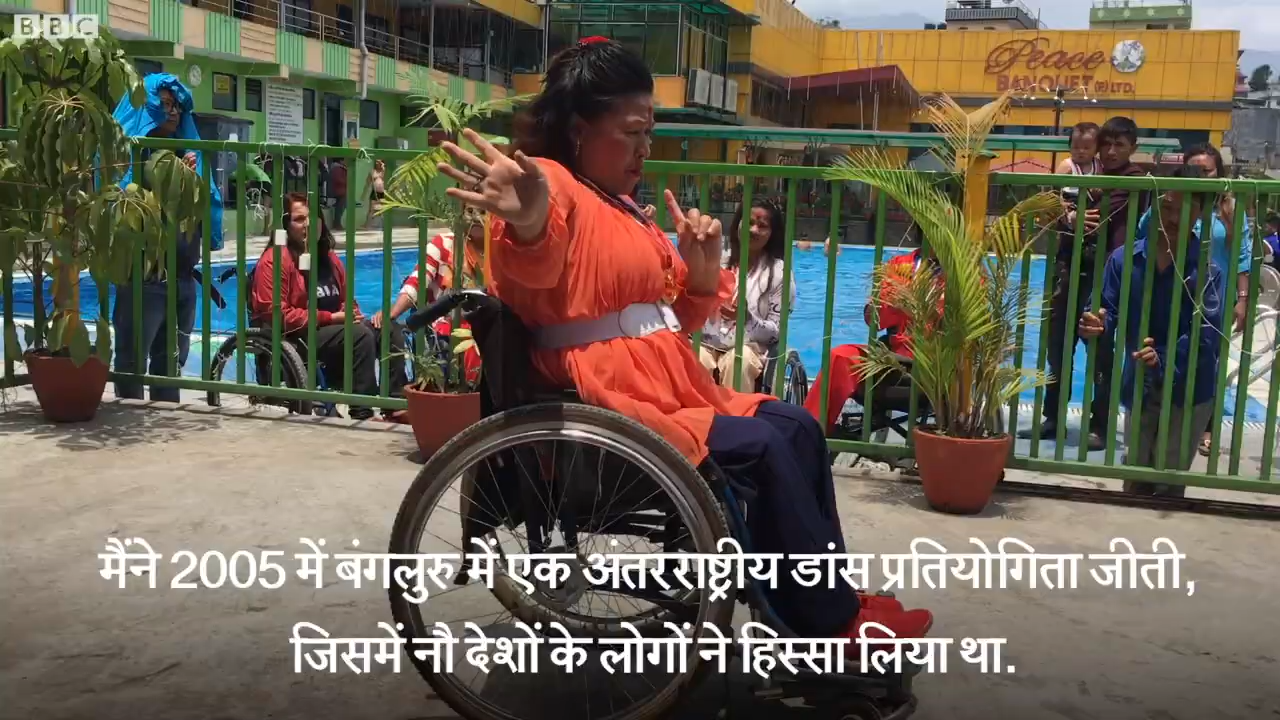 BBC
Peace
BANQUET (P) LTD.
मैंने 2005 में बंगलुरु में एक अंतरराष्ट्रीय डांस प्रतियोगिता जीती,
जिसमें नौ देशों के लोगों ने हिस्सा लिया था.